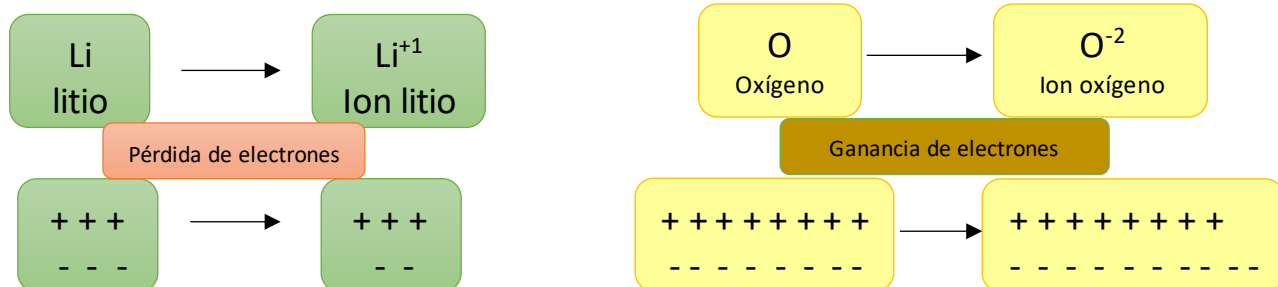 Li
litio
Li+1
Ion litio
Pérdida de electrones
+ + +
- - -
+ + +
- -
O
Oxígeno
O-2
Ion oxígeno
Ganancia de electrones
+ + + + + + + +
- - - - - - - -
+ + + + + + + +
- - - - - - - - - -